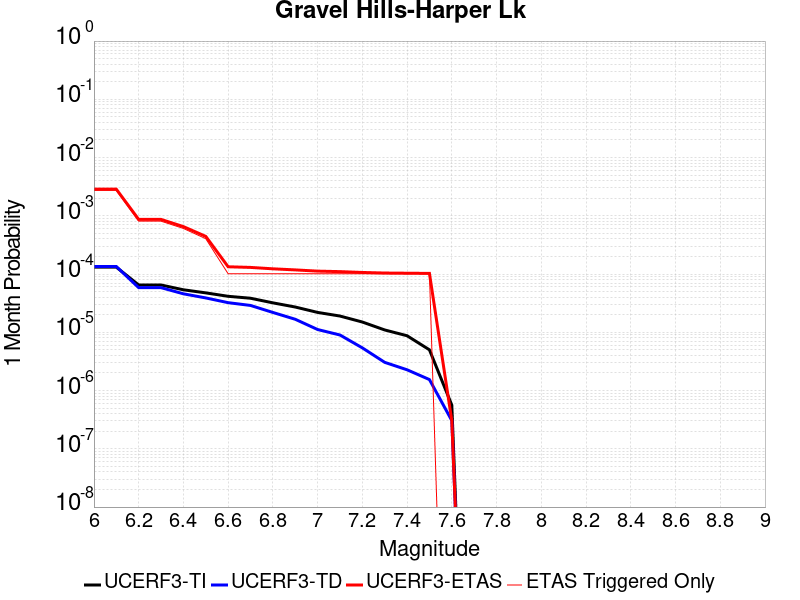 Gravel Hills-Harper Lk
10^0
10^-1
10^-2
10^-3
10^-4
10^-5
10^-6
10^-7
10^-8
1 Month Probability
6 6.2 6.4 6.6 6.8 7 7.2 7.4 7.6 7.8 8 8.2 8.4 8.6 8.8 9
Magnitude
UCERF3-TI UCERF3-TD UCERF3-ETAS ETAS Triggered Only